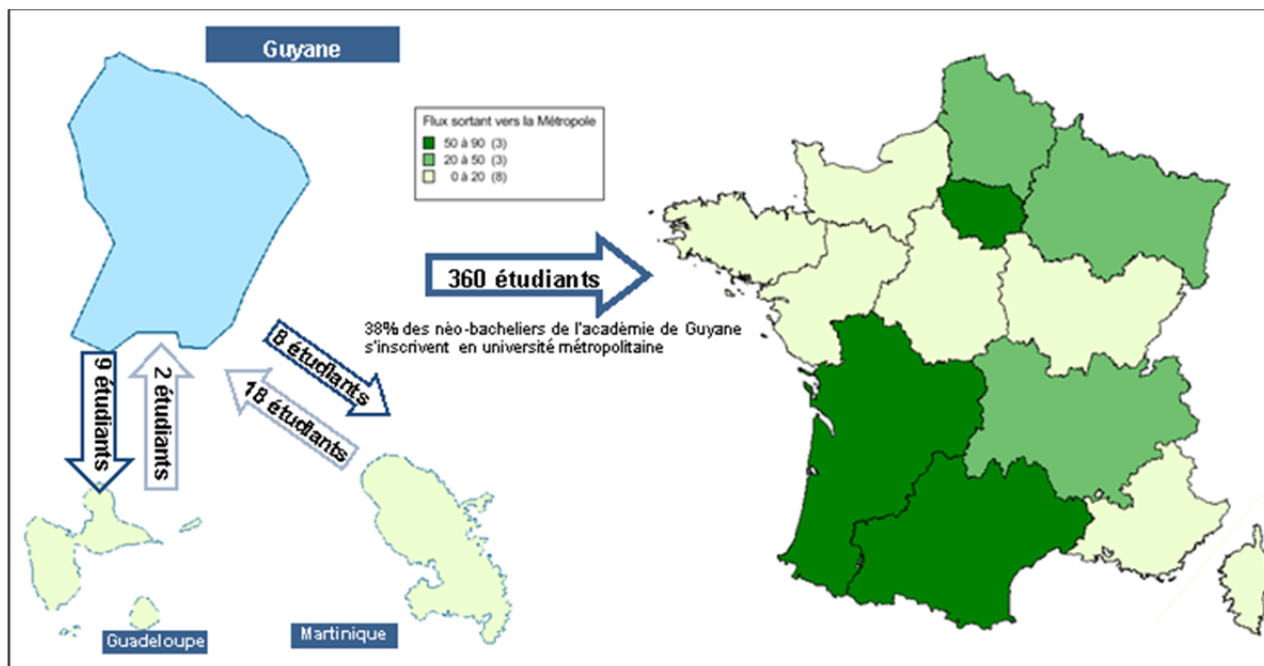 Guyane
Flux sortant vers la Métropole
50 à 90 (3)
20 à 50 (3)
0 à 20 (8)
360 étudiants
38% des néo-bacheliers de l'académie de Guyane
s'inscrivent en université métropolitaine
9 étudiants
2 étudiants
8 étudiants
18 étudiants
Guadeloupe
Martinique